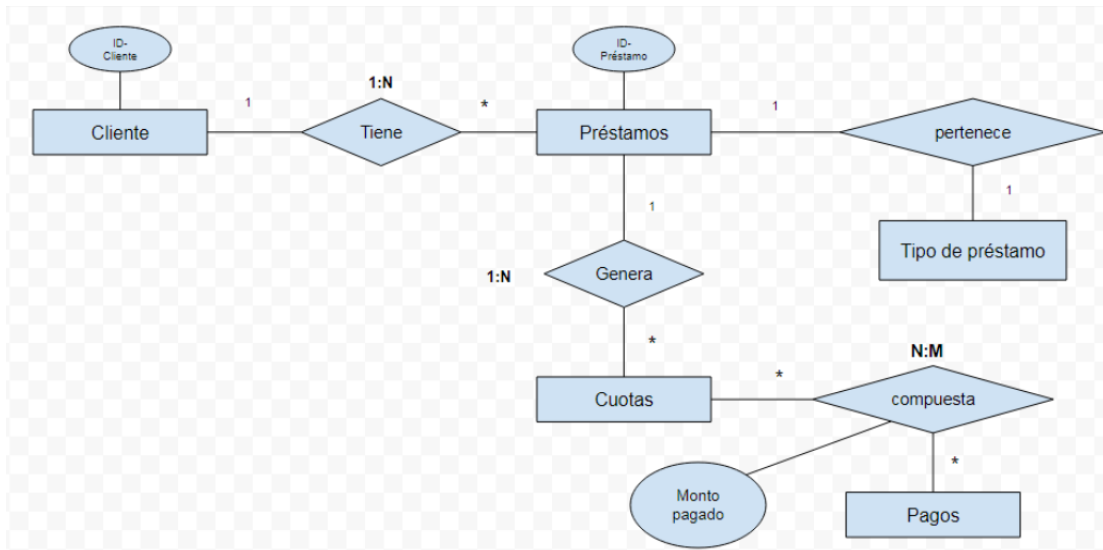 ID-
Cliente
ID-
Préstamo
1:N
1
*
1
Cliente
Tiene
Préstamos
pertenece
1
1
Tipo de préstamo
1:N
Genera
*
N:M
*
Cuotas
compuesta
*
Monto
pagado
Pagos